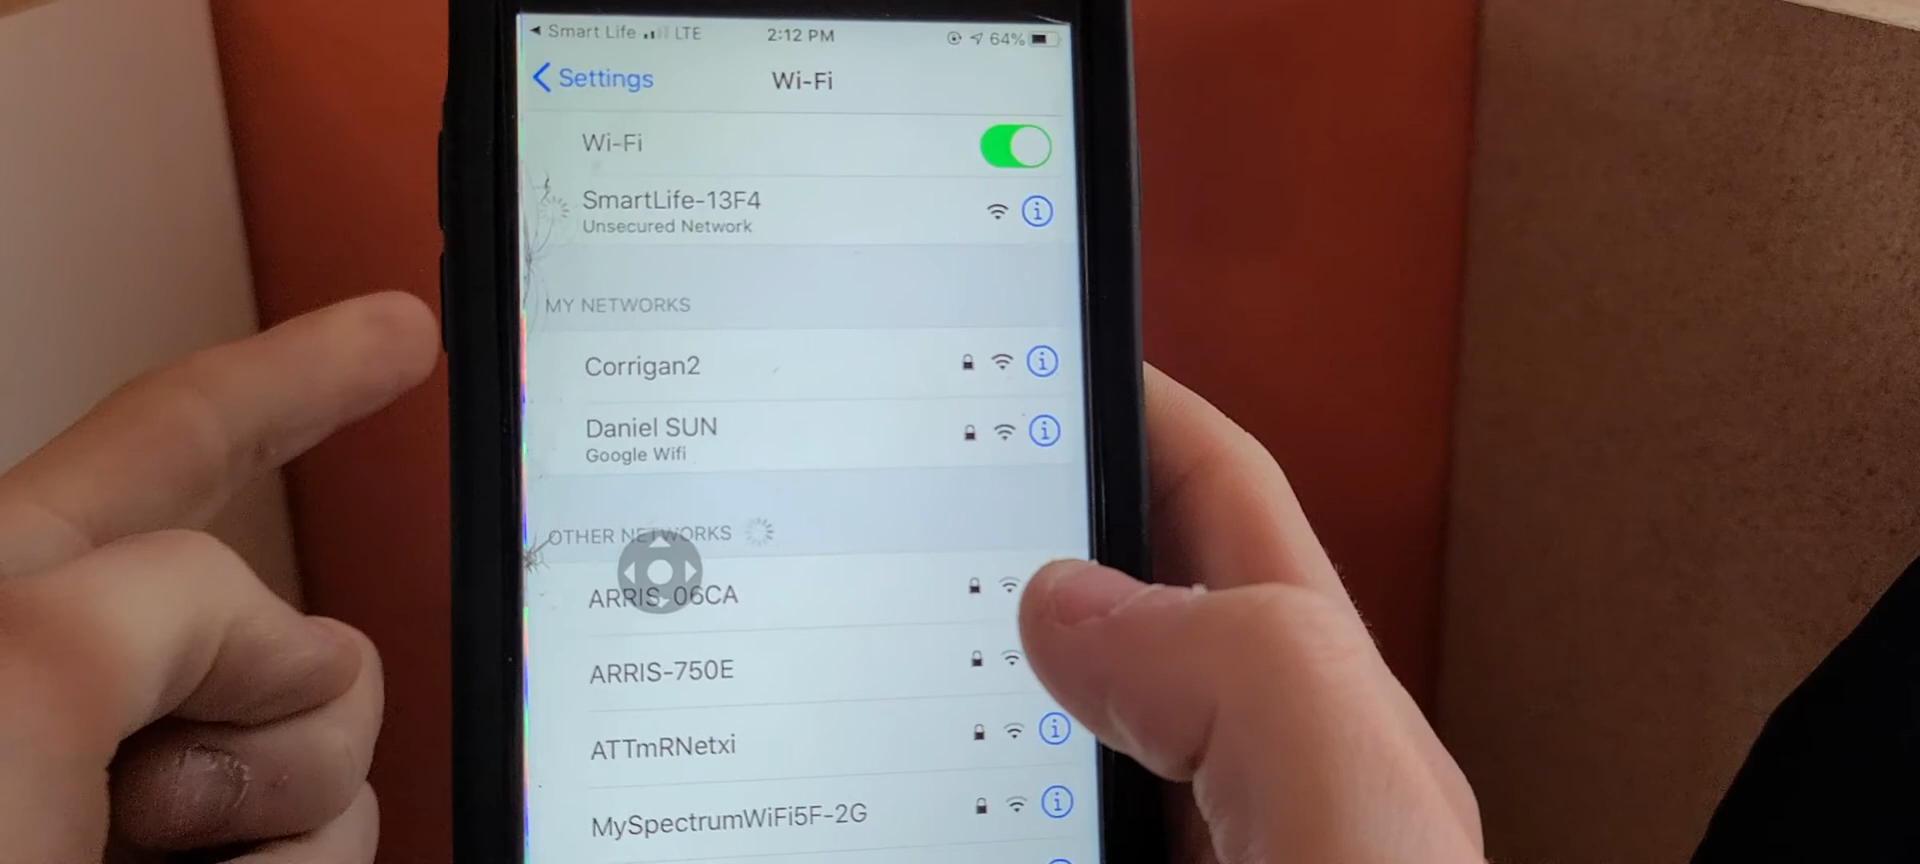 Smart Life LTE 2:12 PM 64%
Settings Wi-Fi
Wi-Fi
SmartLife-13F4
Unsecured Network
MY NETWORKS
Corrigan2
Daniel SUN
Google Wifi
OTHER NETWORKS
ARRIS-06CA
ARRIS-750E
ATTmRNetxi
MySpectrumWiFi5F-2G